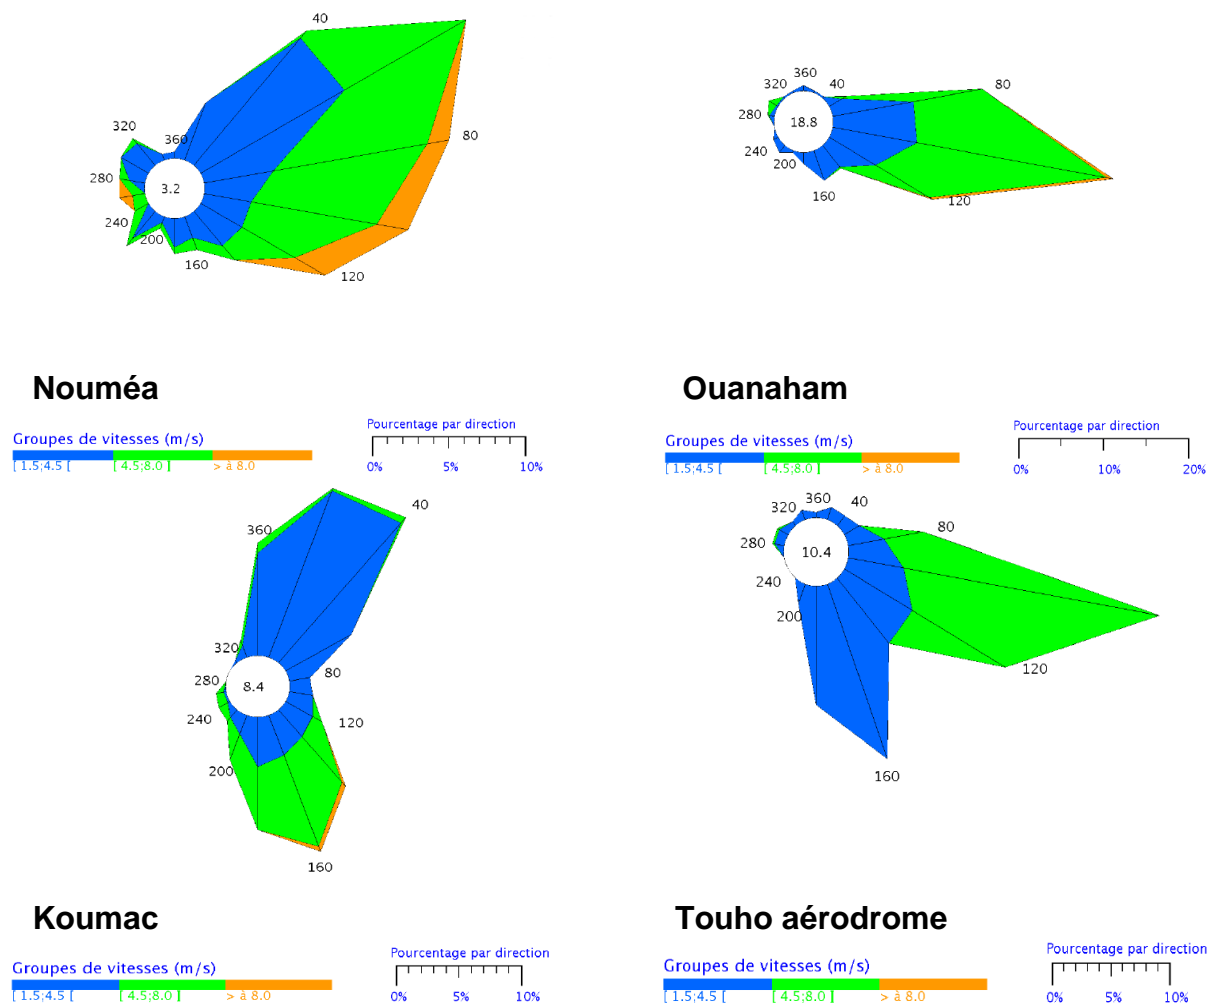 40
80
120
160
200
240
280
320
360
3.2
360
40
80
120
160
200
240
280
320
18.8
Nouméa
Ouanaham
Groupes de vitesses (m/s)
[ 1.5;4.5 [ [ 4.5;8.0 ] > à 8.0
Pourcentage par direction
0% 5% 10%
Groupes de vitesses (m/s)
[ 1.5;4.5 [ [ 4.5;8.0 ] > à 8.0
Pourcentage par direction
0% 10% 20%
360
40
80
120
160
200
240
280
320
8.4
360
80
120
160
200
240
280
320
10.4
40
Koumac
Touho aérodrome
Groupes de vitesses (m/s)
[ 1.5;4.5 [ [ 4.5;8.0 ] > à 8.0
Pourcentage par direction
0% 5% 10%
Groupes de vitesses (m/s)
[ 1.5;4.5 [ [ 4.5;8.0 ] > à 8.0
Pourcentage par direction
0% 10%